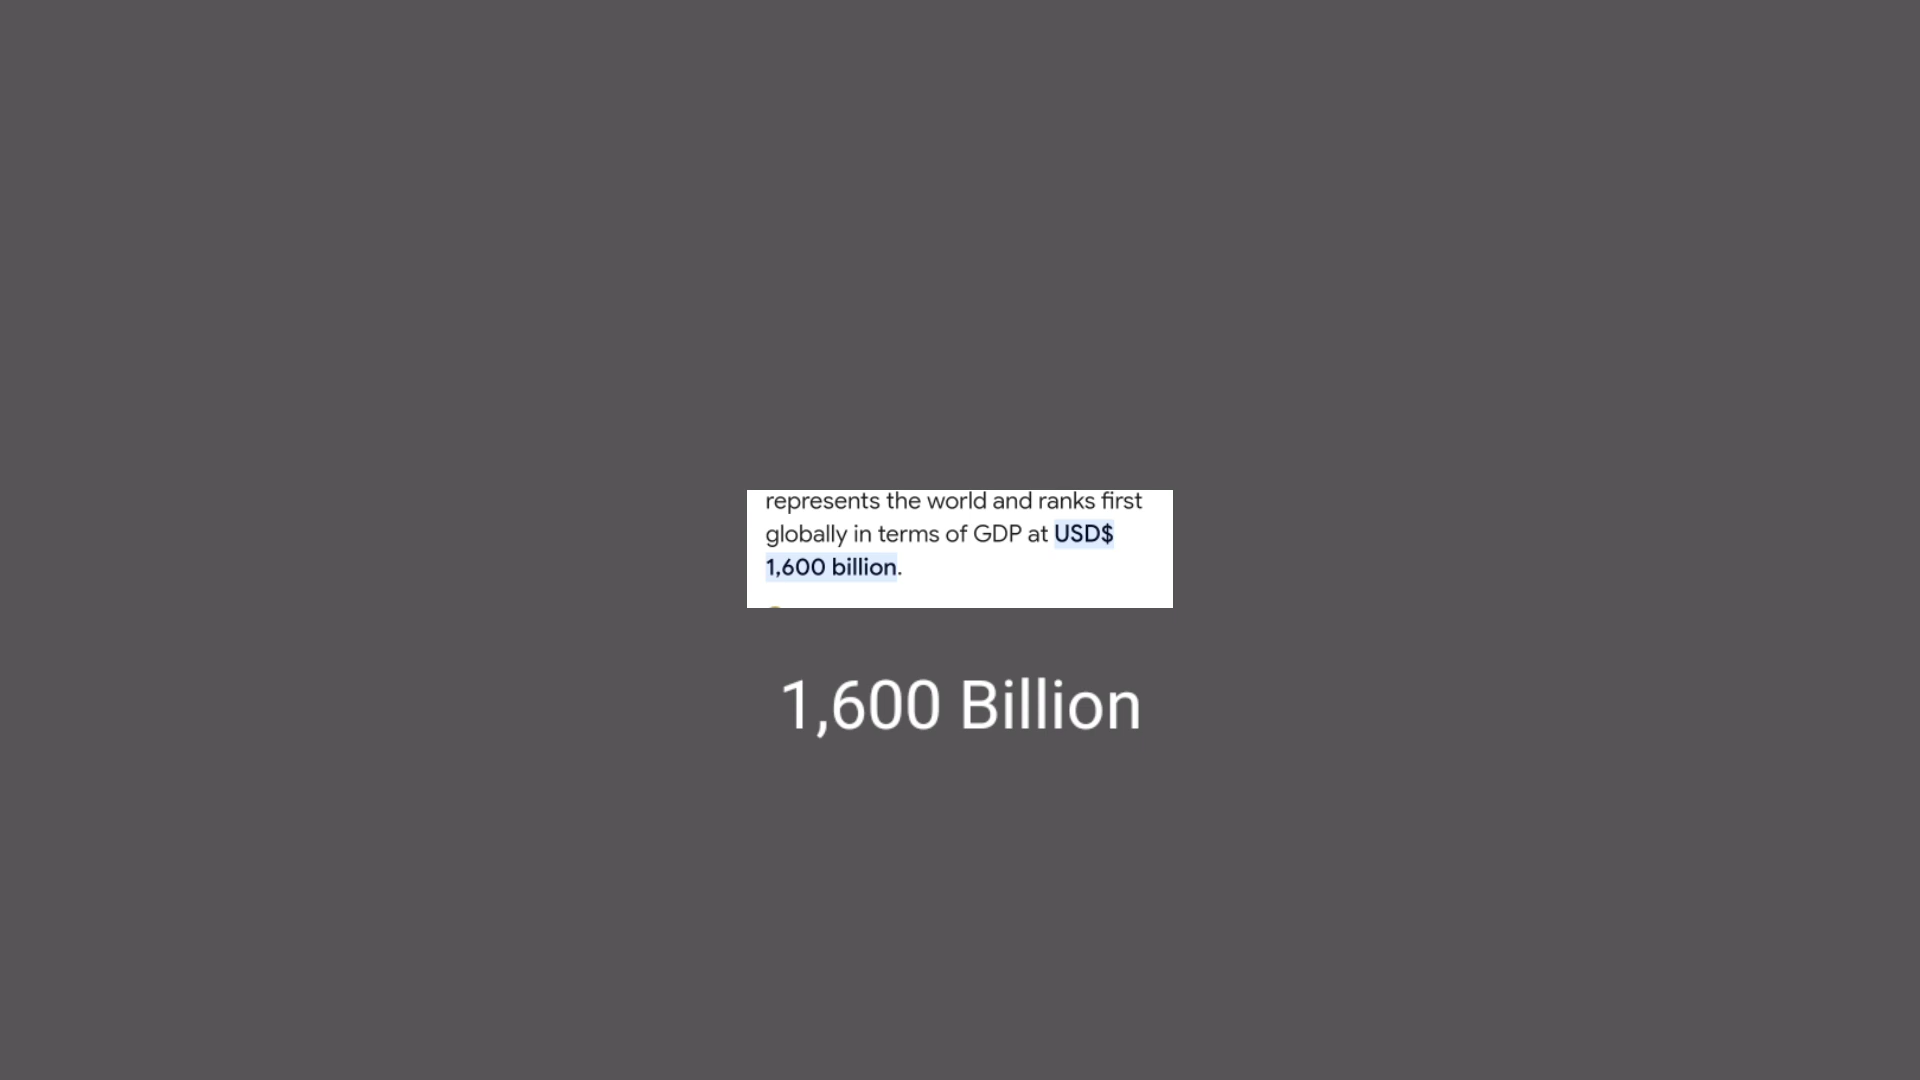 represents the world and ranks first
globally in terms of GDP at USD$
1,600 billion.
1,600 Billion